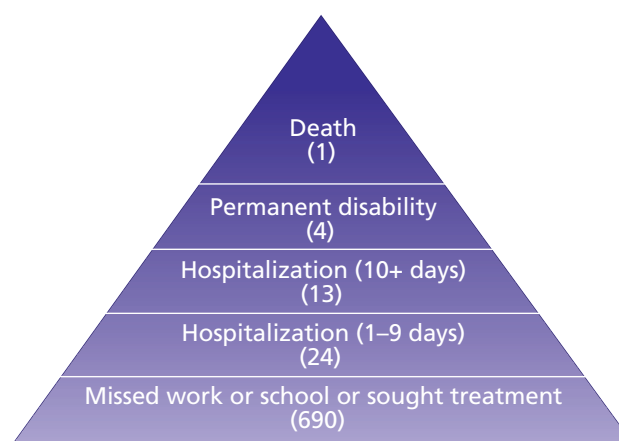 Death
(1)
Permanent disability
(4)
Hospitalization (10+ days)
(13)
Hospitalization (1–9 days)
(24)
Missed work or school or sought treatment
(690)